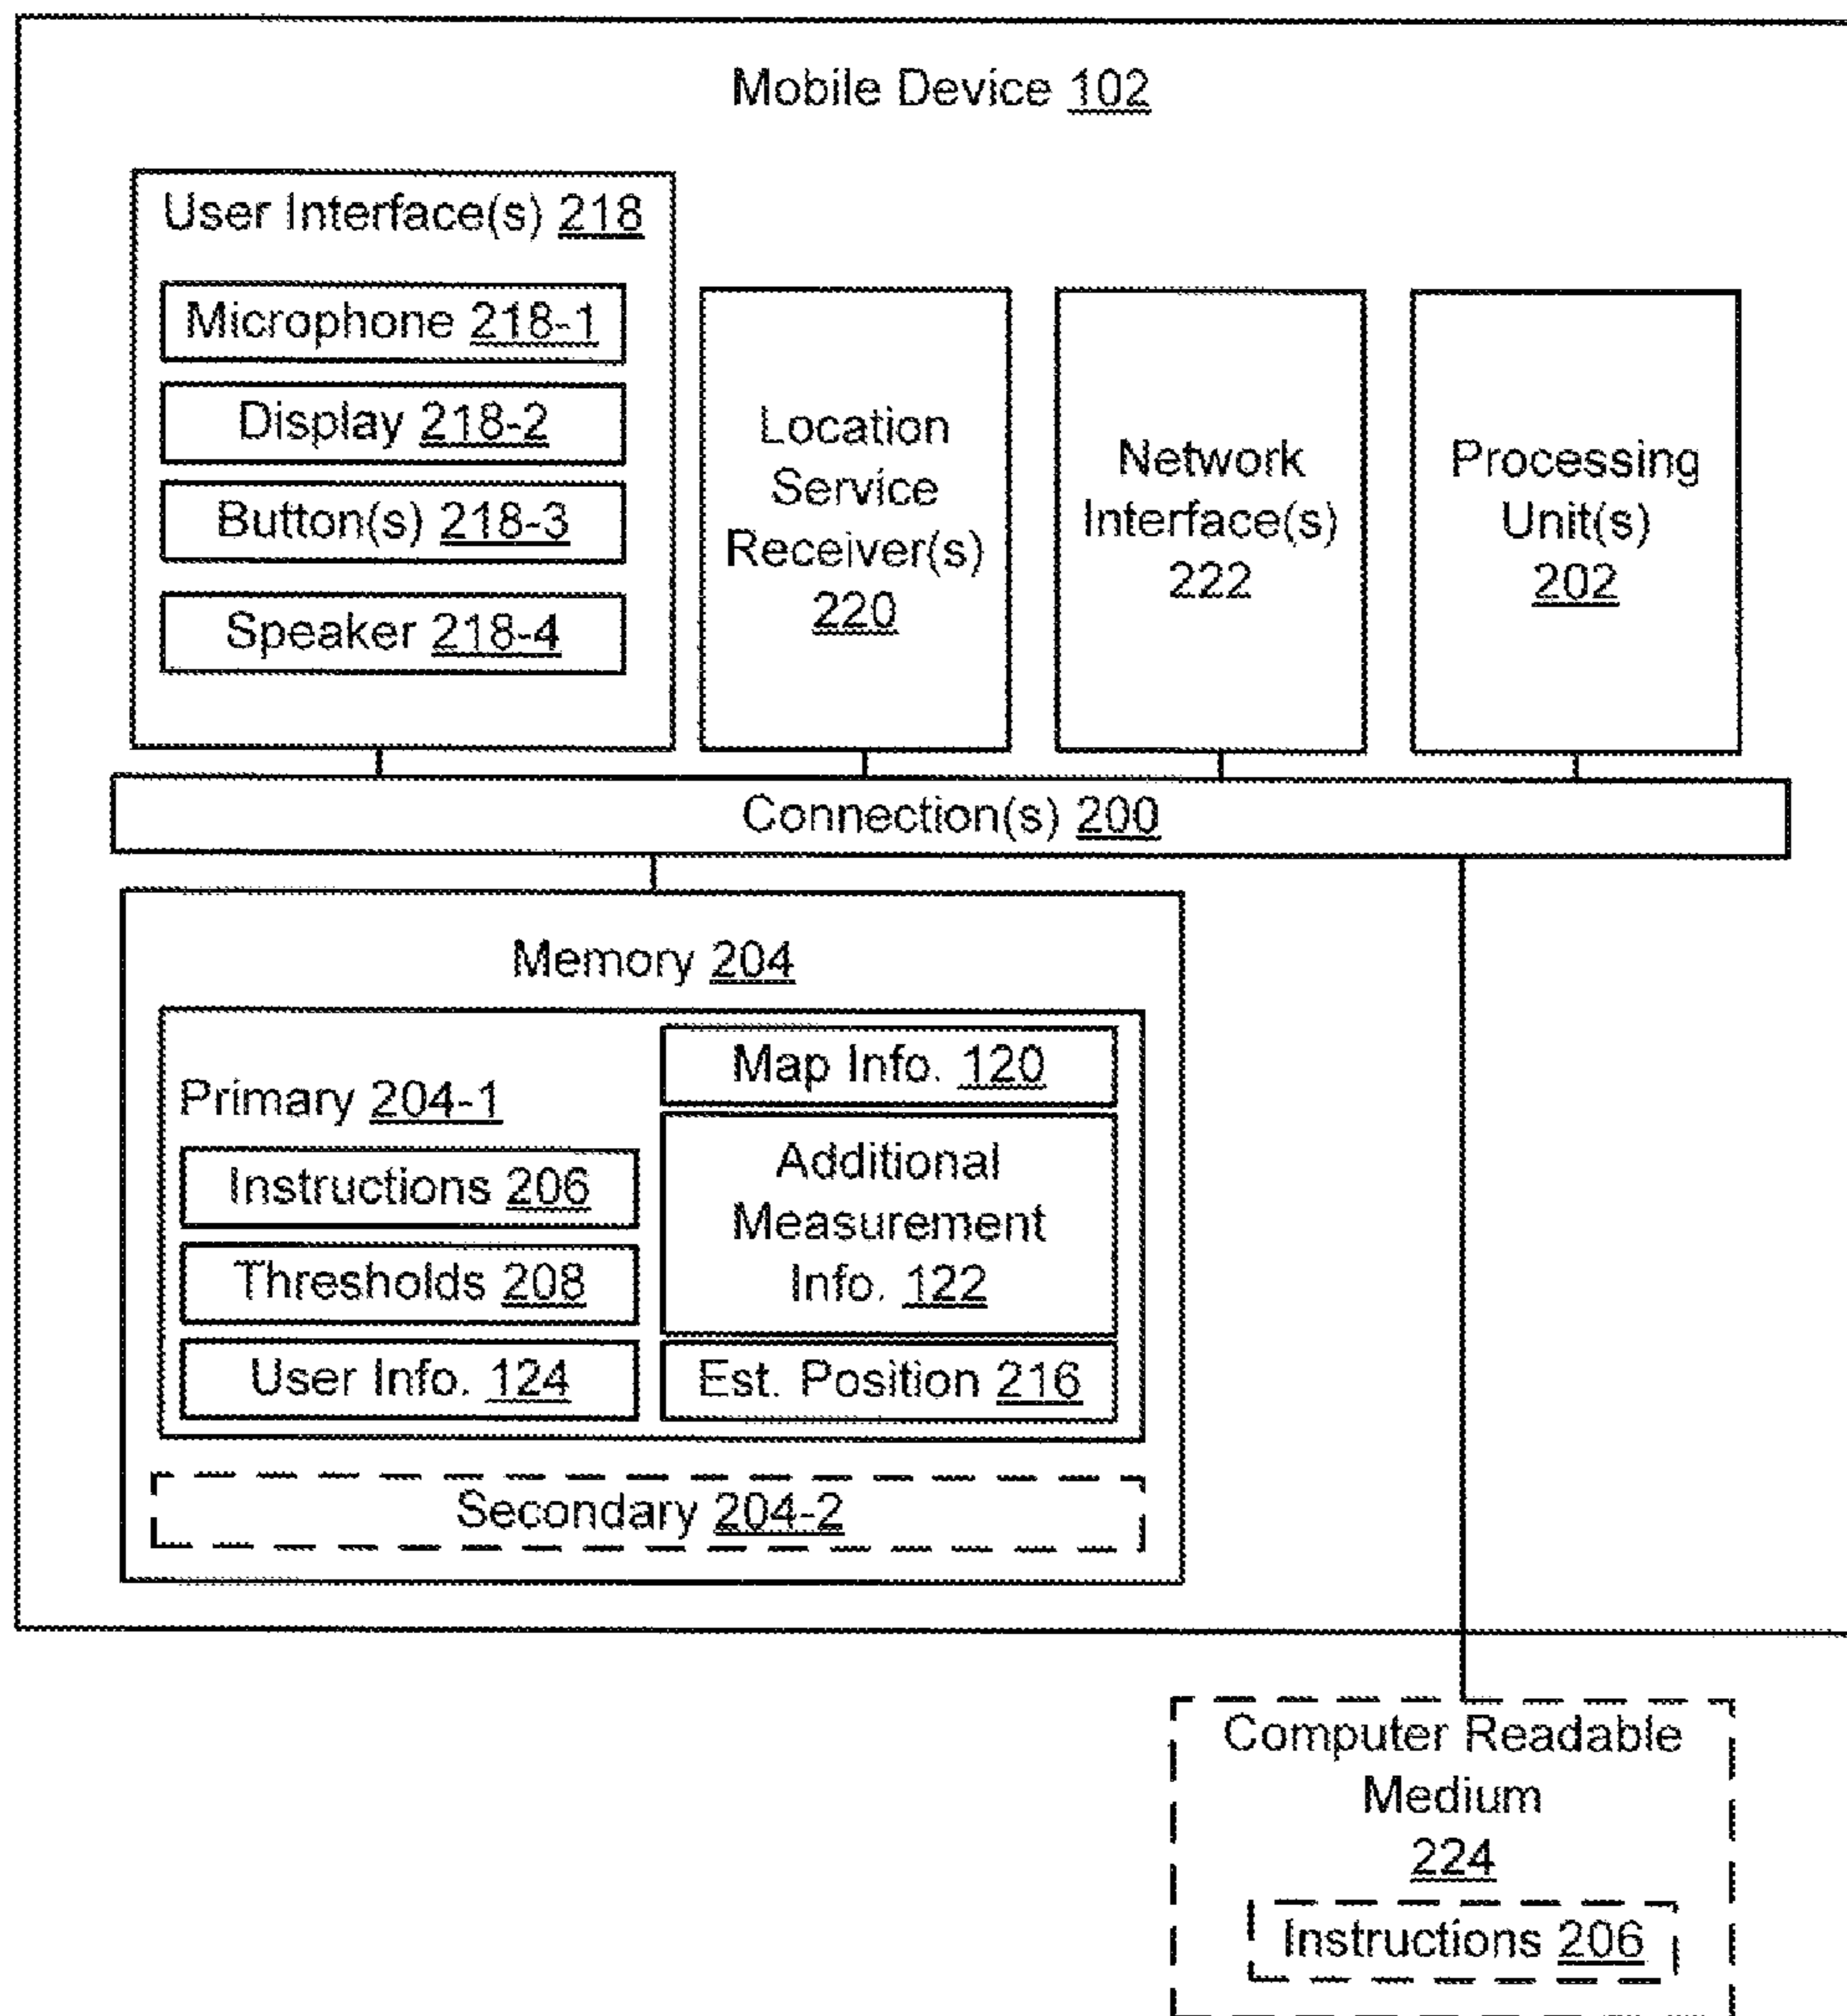 Mobile Device 102
User Interface(s) 218
Microphone 218-1
Display 218-2
Button(s) 218-3
Speaker 218-4
Location
Service
Receiver(s)
220
Network
Interface(s)
222
Processing
Unit(s)
202
Connection(s) 200
Memory 204
Primary 204-1
Instructions 206
Thresholds 208
User Info. 124
Map Info. 120
Additional
Measurement
Info. 122
Est. Position 216
Secondary 204-2
Computer Readable
Medium
224
Instructions 206